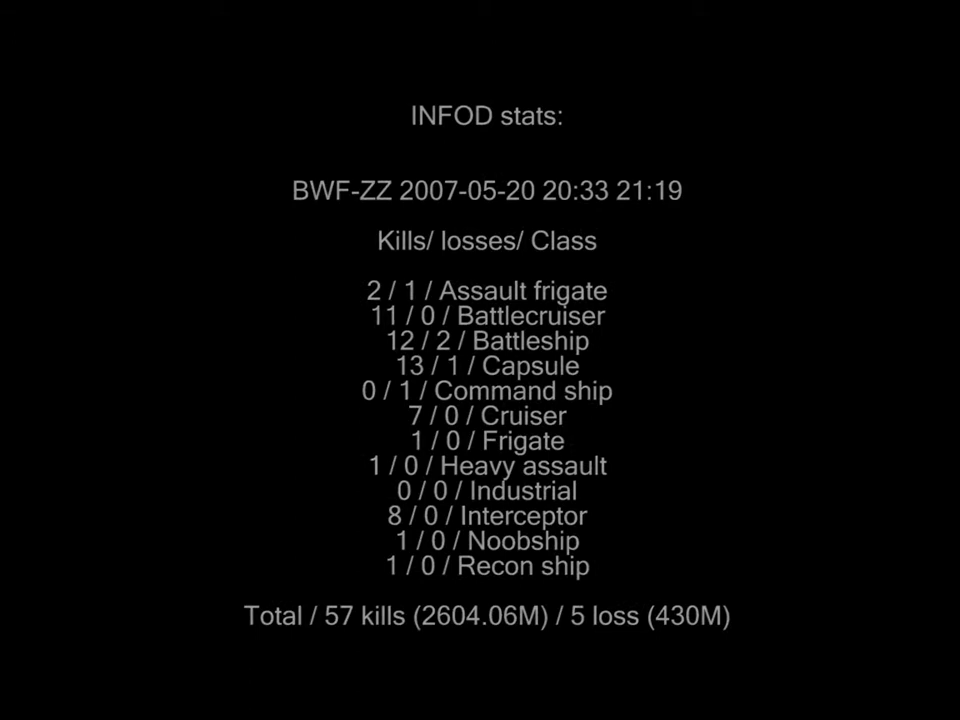 INFOD stats:
BWF-ZZ 2007-05-20 20:33 21:19
Kills/ losses/ Class
2 / 1 / Assault frigate
11 / 0 / Battlecruiser
12 / 2 / Battleship
13 / 1 / Capsule
0 / 1 / Command ship
7 / 0 / Cruiser
1 / 0 / Frigate
1 / 0 / Heavy assault
0 / 0 / Industrial
8 / 0 / Interceptor
1 / 0 / Noobship
1 / 0 / Recon ship
Total / 57 kills (2604.06M) / 5 loss (430M)